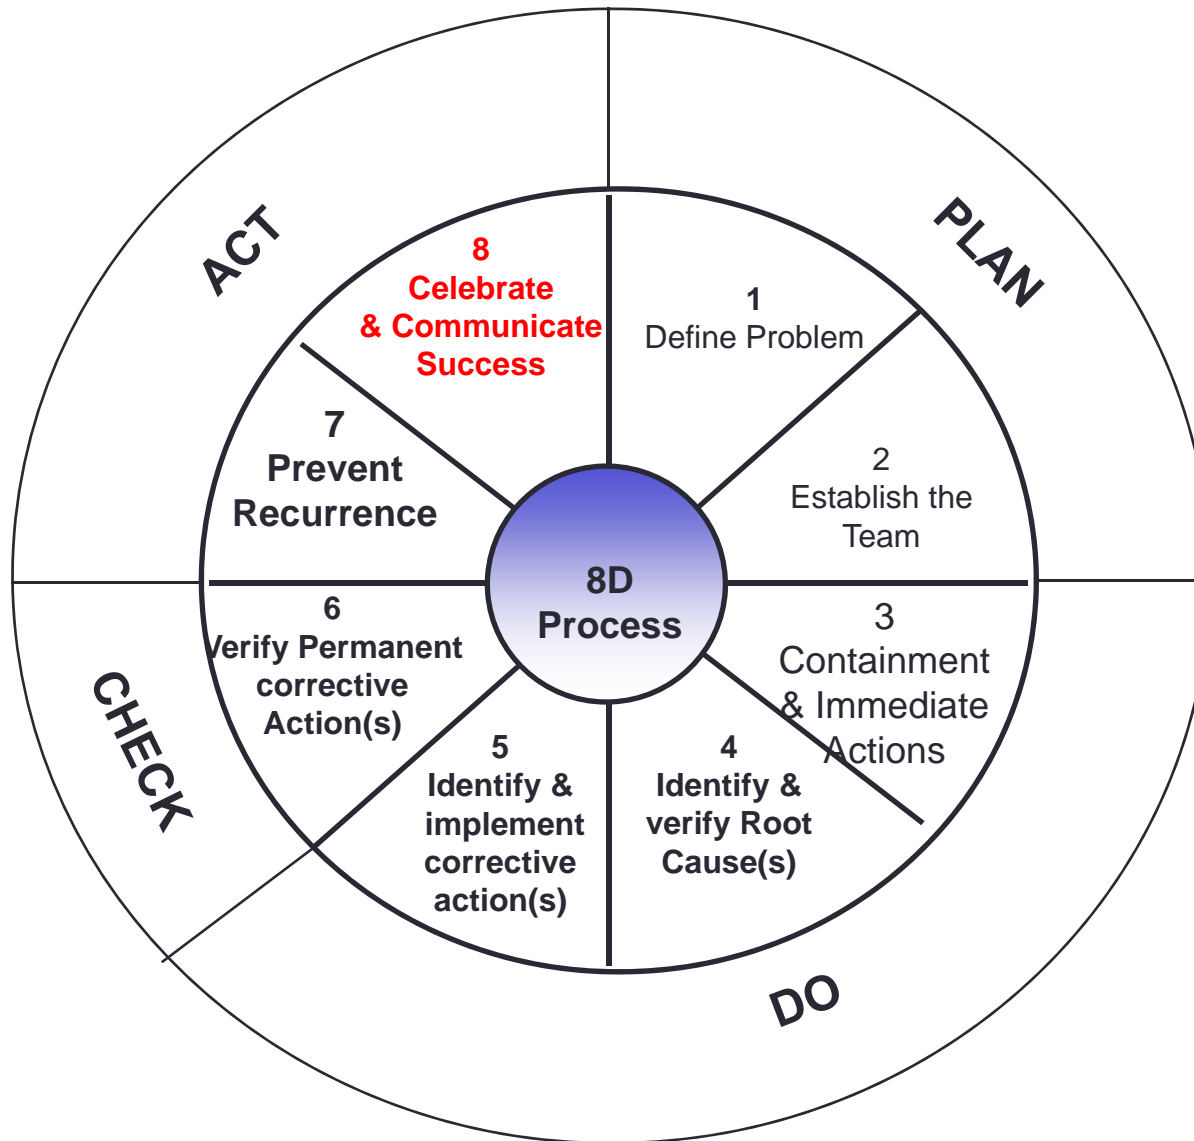 ACT
PLAN
8
Celebrate
& Communicate
Success
1
Define Problem
7
Prevent
Recurrence
2
Establish the
Team
8D
Process
6
Verify Permanent
corrective
Action(s)
3
Containment
& Immediate
Actions
CHECK
5
Identify &
implement
corrective
action(s)
4
Identify &
verify Root
Cause(s)
DO